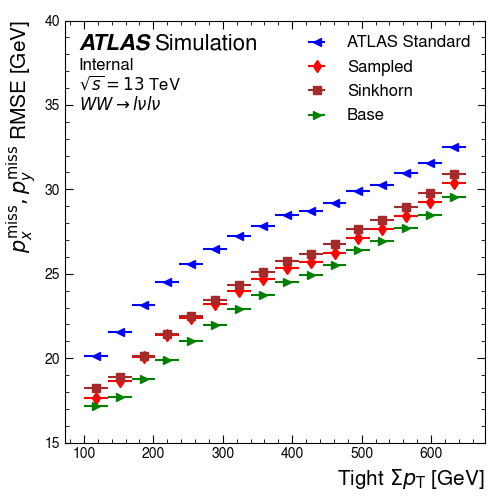 ATLAS Simulation
Internal
√s = 13 TeV
WW → lνlν
ATLAS Standard
Sampled
Sinkhorn
Base
p_x^miss, p_y^miss RMSE [GeV]
40
35
30
25
20
15
100 200 300 400 500 600
Tight Σp_T [GeV]